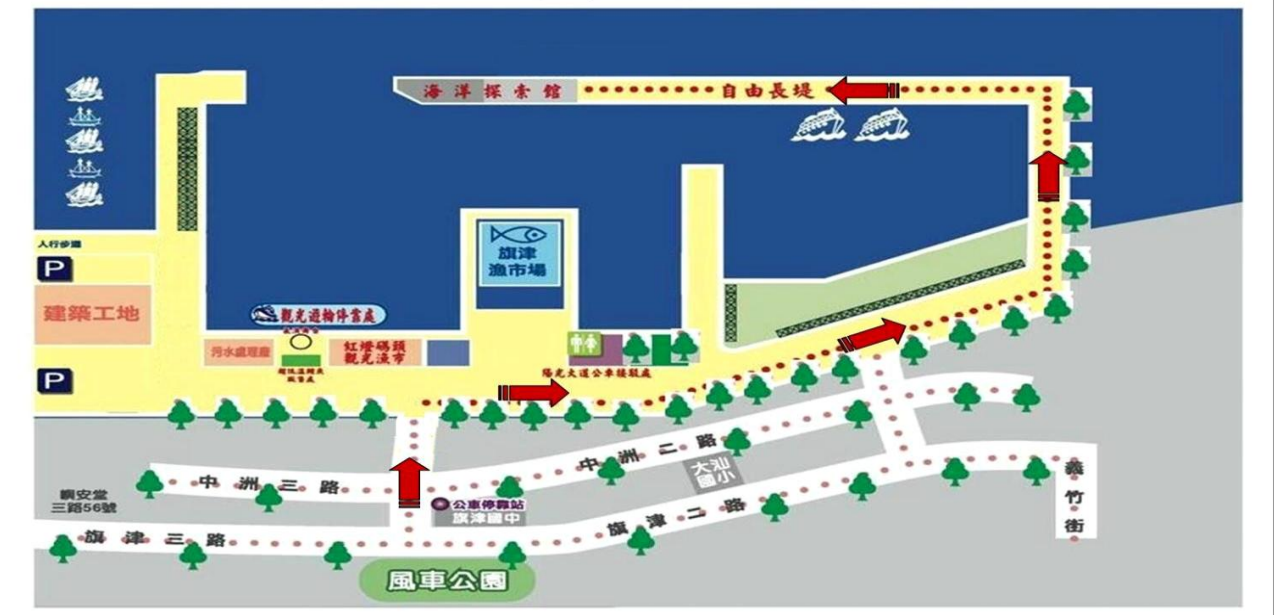 海洋探索館
自由長堤
人行步道
P
旗津
漁市場
建築工地
觀光遊輪停靠處
污水處理廠
紅燈碼頭
觀光漁市
P
陽光大道公車接駁處
中洲二路
大汕
國小
義竹街
中洲三路
三路56號
公車停靠站
旗津國中
旗津二路
旗津三路
風車公園